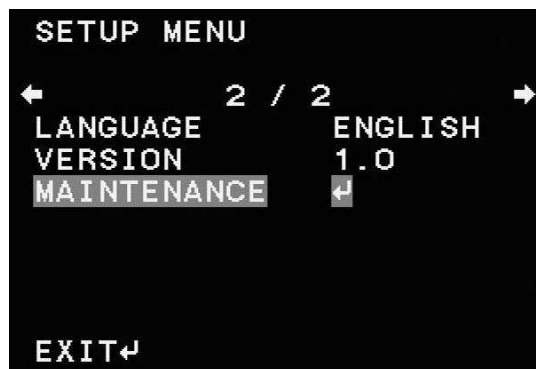 SETUP MENU
← 2 / 2 →
LANGUAGE ENGLISH
VERSION 1.0
MAINTENANCE ↵
EXIT↵